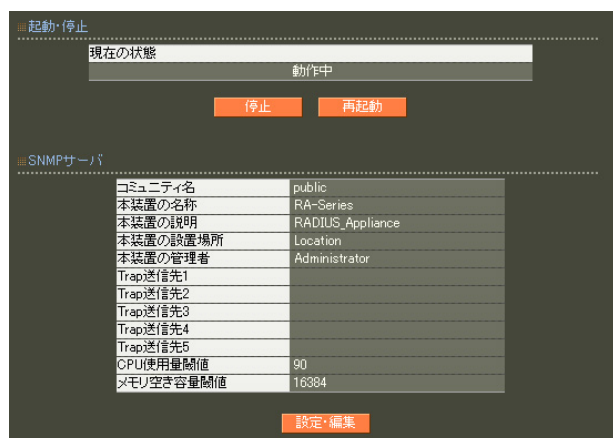 起動・停止
現在の状態
動作中
停止 再起動
SNMPサーバ
コミュニティ名 public
本装置の名称 RA-Series
本装置の説明 RADIUS_Appliance
本装置の設置場所 Location
本装置の管理者 Administrator
Trap送信先1
Trap送信先2
Trap送信先3
Trap送信先4
Trap送信先5
CPU使用量閾値 90
メモリ空き容量閾値 16384
設定・編集